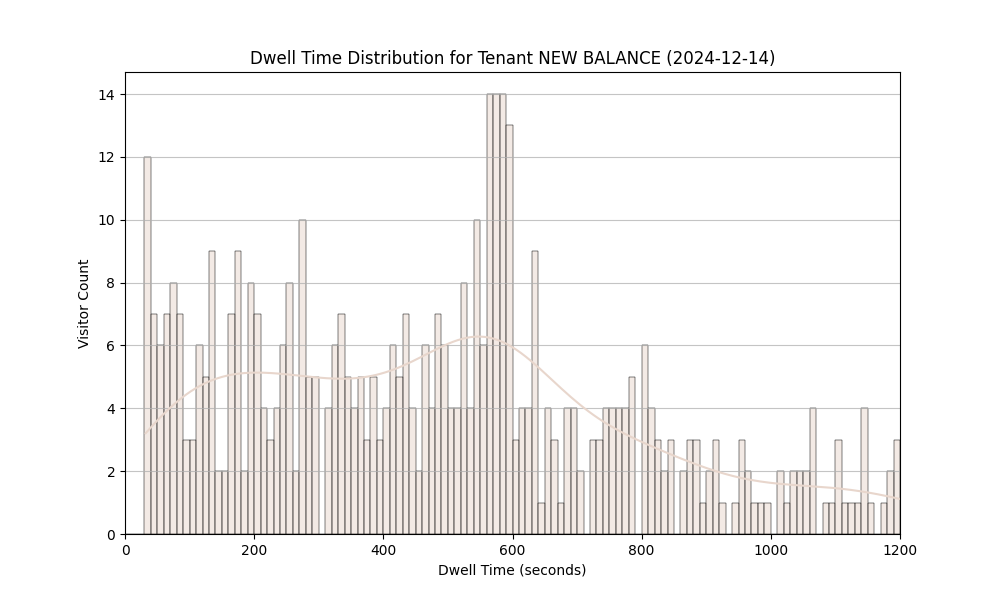 Dwell Time Distribution for Tenant NEW BALANCE (2024-12-14)
14
12
10
8
6
4
2
0
Visitor Count
0 200 400 600 800 1000 1200
Dwell Time (seconds)